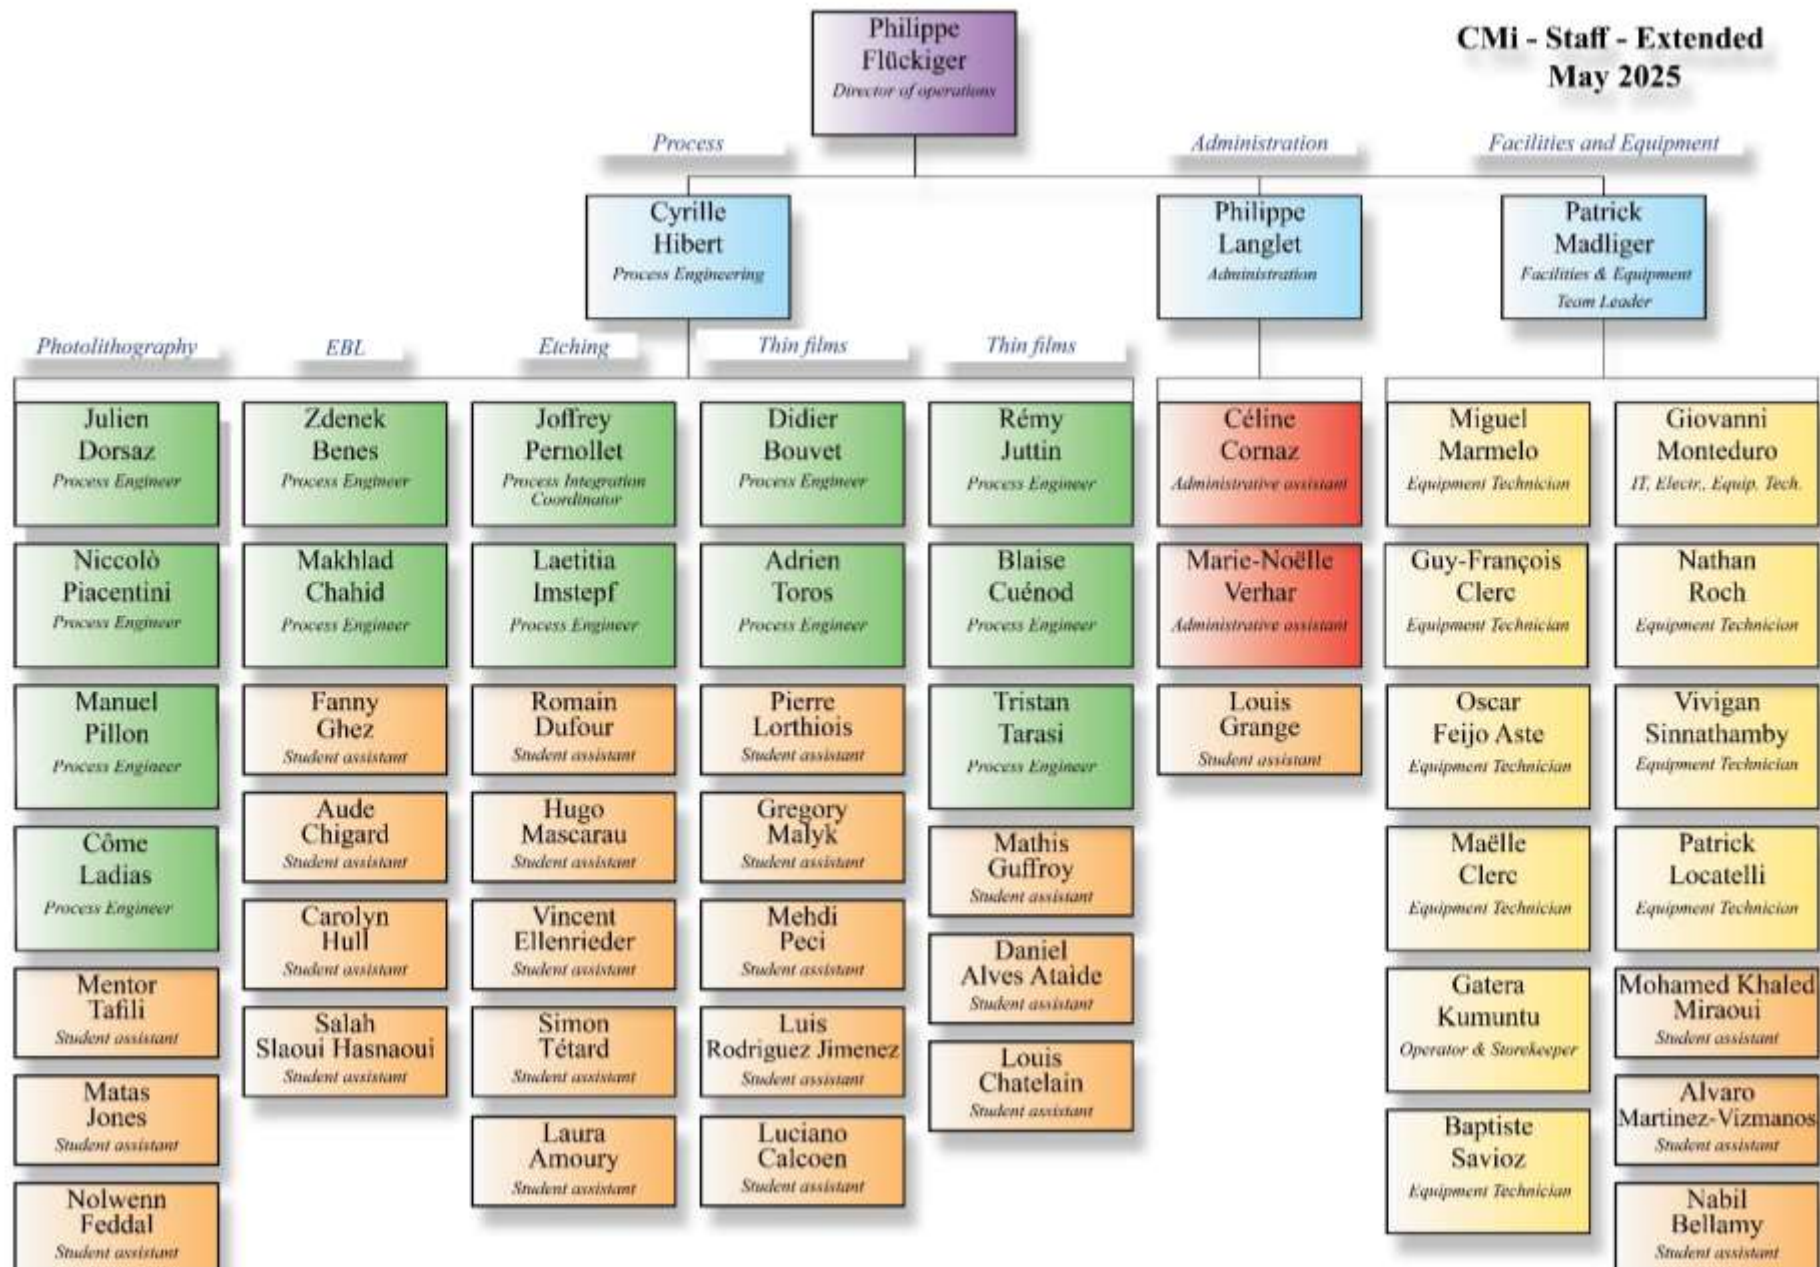 Philippe
Flückiger
Director of operations
CMi - Staff - Extended
May 2025
Process
Administration
Facilities and Equipment
Cyrille
Hibert
Process Engineering
Philippe
Langlet
Administration
Patrick
Madliger
Facilities & Equipment
Team Leader
Photolithography
EBL
Etching
Thin films
Thin films
Julien
Dorsaz
Process Engineer
Niccolò
Piacentini
Process Engineer
Manuel
Pillon
Process Engineer
Côme
Ladias
Process Engineer
Mentor
Tafili
Student assistant
Matas
Jones
Student assistant
Nolwenn
Feddal
Student assistant
Zdenek
Benes
Process Engineer
Makhlad
Chahid
Process Engineer
Fanny
Ghez
Student assistant
Aude
Chigard
Student assistant
Carolyn
Hull
Student assistant
Salah
Slaoui Hasnaoui
Student assistant
Joffrey
Pernollet
Process Integration
Coordinator
Laetitia
Imstepf
Process Engineer
Romain
Dufour
Student assistant
Hugo
Mascarau
Student assistant
Vincent
Ellenrieder
Student assistant
Simon
Tétard
Student assistant
Laura
Amoury
Student assistant
Didier
Bouvet
Process Engineer
Adrien
Toros
Process Engineer
Pierre
Lorthiois
Student assistant
Gregory
Malyk
Student assistant
Mehdi
Peci
Student assistant
Luis
Rodriguez Jimenez
Student assistant
Luciano
Calcoen
Student assistant
Rémy
Juttin
Process Engineer
Blaise
Cuénod
Process Engineer
Tristan
Tarasi
Process Engineer
Mathis
Guffroy
Student assistant
Daniel
Alves Ataìde
Student assistant
Louis
Chatelain
Student assistant
Céline
Cornaz
Administrative assistant
Marie-Noëlle
Verhar
Administrative assistant
Louis
Grange
Student assistant
Miguel
Marmelo
Equipment Technician
Guy-François
Clerc
Equipment Technician
Oscar
Feijo Aste
Equipment Technician
Maëlle
Clerc
Equipment Technician
Gatera
Kumuntu
Operator & Storekeeper
Baptiste
Savioz
Equipment Technician
Giovanni
Monteduro
IT, Electr., Equip. Tech.
Nathan
Roch
Equipment Technician
Vivigan
Sinnathamby
Equipment Technician
Patrick
Locatelli
Equipment Technician
Mohamed Khaled
Miraoui
Student assistant
Alvaro
Martinez-Vizmanos
Student assistant
Nabil
Bellamy
Student assistant